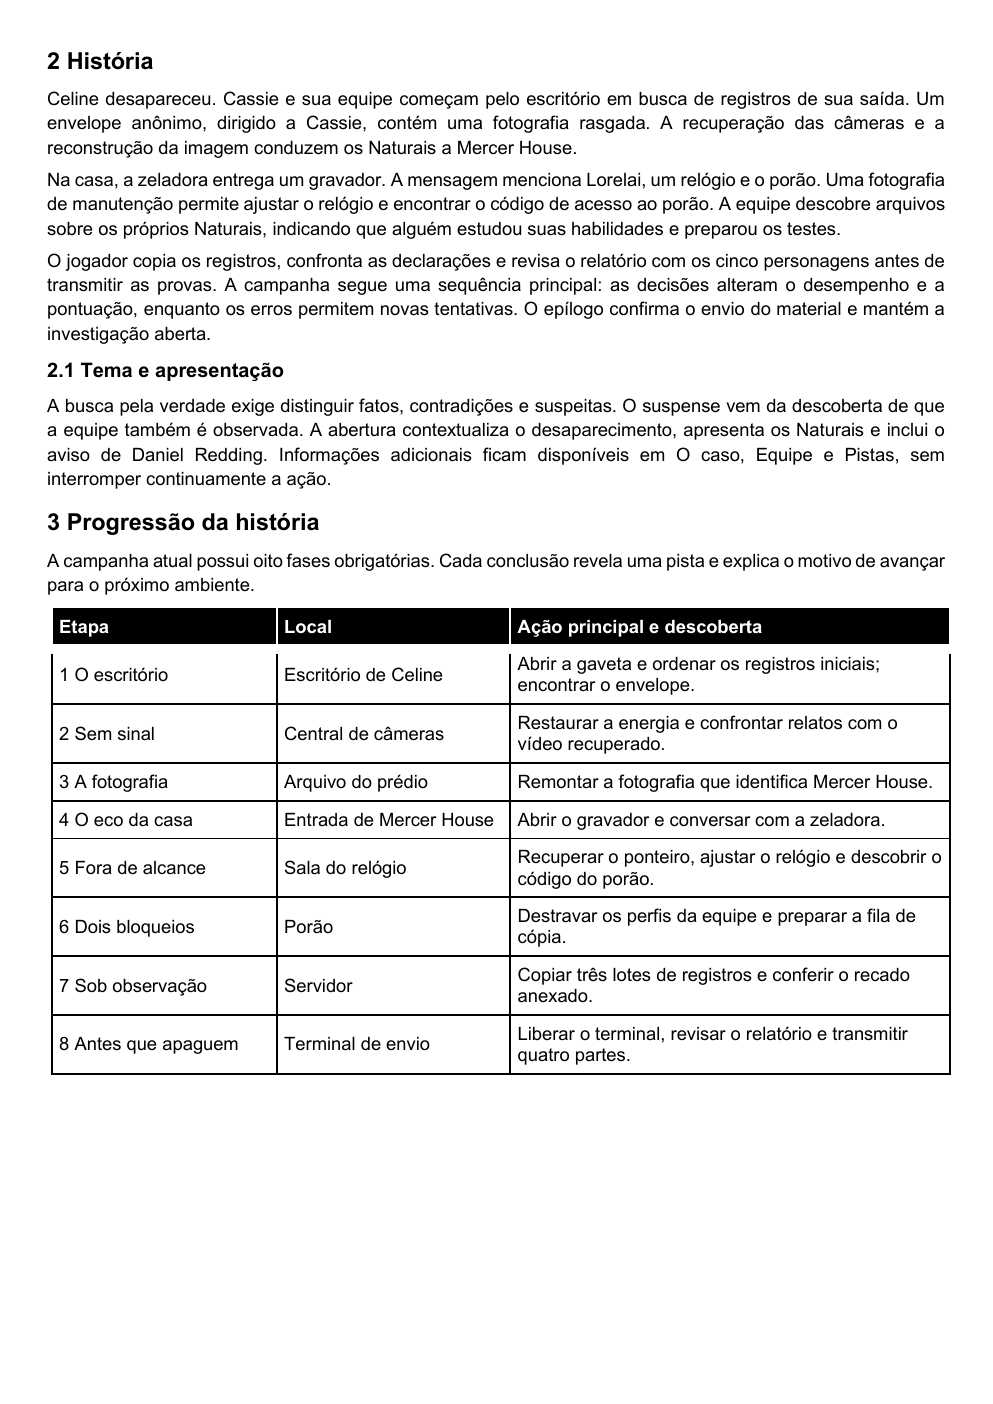 2 História
Celine desapareceu. Cassie e sua equipe começam pelo escritório em busca de registros de sua saída. Um
envelope anônimo, dirigido a Cassie, contém uma fotografia rasgada. A recuperação das câmeras e a
reconstrução da imagem conduzem os Naturais a Mercer House.
Na casa, a zeladora entrega um gravador. A mensagem menciona Lorelai, um relógio e o porão. Uma fotografia
de manutenção permite ajustar o relógio e encontrar o código de acesso ao porão. A equipe descobre arquivos
sobre os próprios Naturais, indicando que alguém estudou suas habilidades e preparou os testes.
O jogador copia os registros, confronta as declarações e revisa o relatório com os cinco personagens antes de
transmitir as provas. A campanha segue uma sequência principal: as decisões alteram o desempenho e a
pontuação, enquanto os erros permitem novas tentativas. O epílogo confirma o envio do material e mantém a
investigação aberta.
2.1 Tema e apresentação
A busca pela verdade exige distinguir fatos, contradições e suspeitas. O suspense vem da descoberta de que
a equipe também é observada. A abertura contextualiza o desaparecimento, apresenta os Naturais e inclui o
aviso de Daniel Redding. Informações adicionais ficam disponíveis em O caso, Equipe e Pistas, sem
interromper continuamente a ação.
3 Progressão da história
A campanha atual possui oito fases obrigatórias. Cada conclusão revela uma pista e explica o motivo de avançar
para o próximo ambiente.
Etapa Local Ação principal e descoberta
1 O escritório Escritório de Celine Abrir a gaveta e ordenar os registros iniciais;
encontrar o envelope.
2 Sem sinal Central de câmeras Restaurar a energia e confrontar relatos com o
vídeo recuperado.
3 A fotografia Arquivo do prédio Remontar a fotografia que identifica Mercer House.
4 O eco da casa Entrada de Mercer House Abrir o gravador e conversar com a zeladora.
5 Fora de alcance Sala do relógio Recuperar o ponteiro, ajustar o relógio e descobrir o
código do porão.
6 Dois bloqueios Porão Destravar os perfis da equipe e preparar a fila de
cópia.
7 Sob observação Servidor Copiar três lotes de registros e conferir o recado
anexado.
8 Antes que apaguem Terminal de envio Liberar o terminal, revisar o relatório e transmitir
quatro partes.